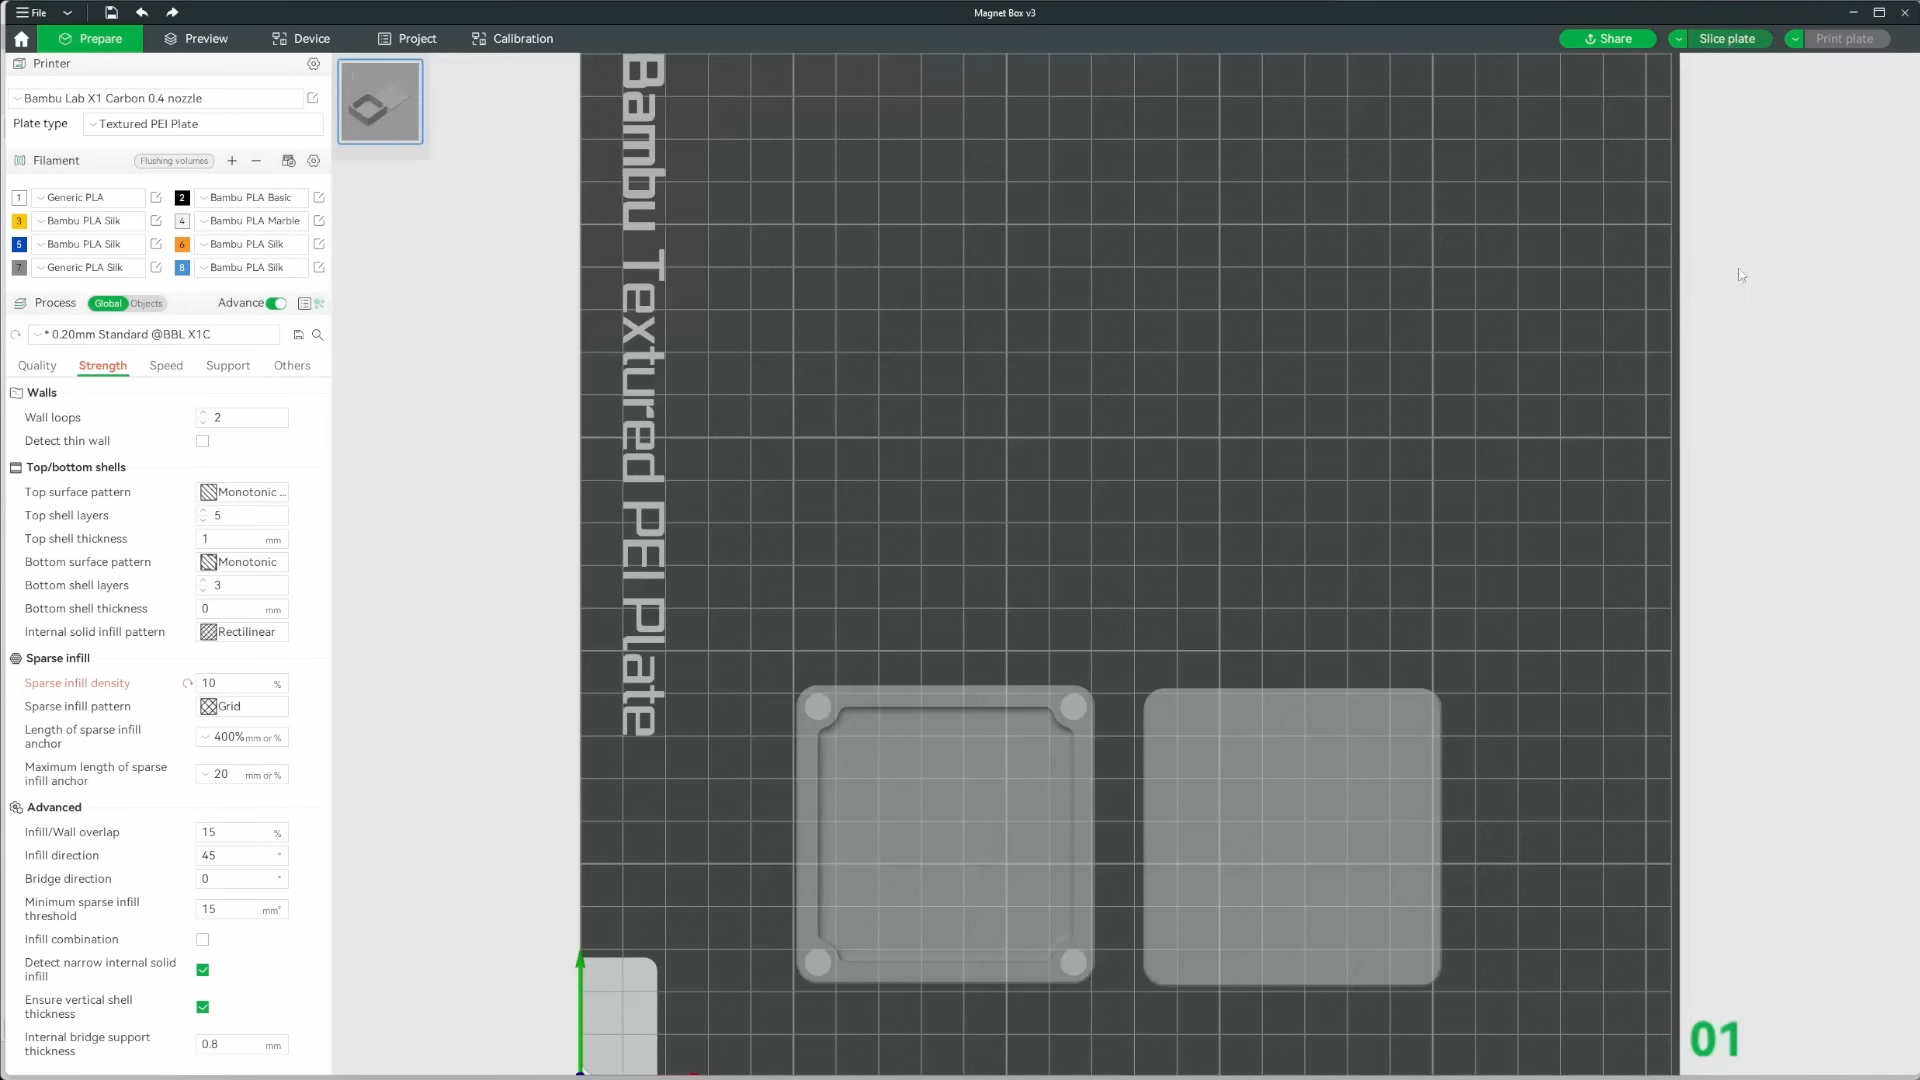 File
Magnet Box v3
Prepare
Preview
Device
Project
Calibration
Share
Slice plate
Print plate
Printer
Bambu Lab X1 Carbon 0.4 nozzle
Plate type
Textured PEI Plate
Filament
Flushing volumes
1 Generic PLA
2 Bambu PLA Basic
3 Bambu PLA Silk
4 Bambu PLA Marble
5 Bambu PLA Silk
6 Bambu PLA Silk
7 Generic PLA Silk
8 Bambu PLA Silk
Process
Global
Objects
Advance
* 0.20mm Standard @BBL X1C
Quality
Strength
Speed
Support
Others
Walls
Wall loops 2
Detect thin wall
Top/bottom shells
Top surface pattern Monotonic ...
Top shell layers 5
Top shell thickness 1 mm
Bottom surface pattern Monotonic
Bottom shell layers 3
Bottom shell thickness 0 mm
Internal solid infill pattern Rectilinear
Sparse infill
Sparse infill density 10 %
Sparse infill pattern Grid
Length of sparse infill
anchor
400% mm or %
Maximum length of sparse
infill anchor
20 mm or %
Advanced
Infill/Wall overlap 15 %
Infill direction 45 °
Bridge direction 0 °
Minimum sparse infill
threshold
15 mm²
Infill combination
Detect narrow internal solid
infill
Ensure vertical shell
thickness
Internal bridge support
thickness
0.8 mm
Bambu Textured PEI Plate
01